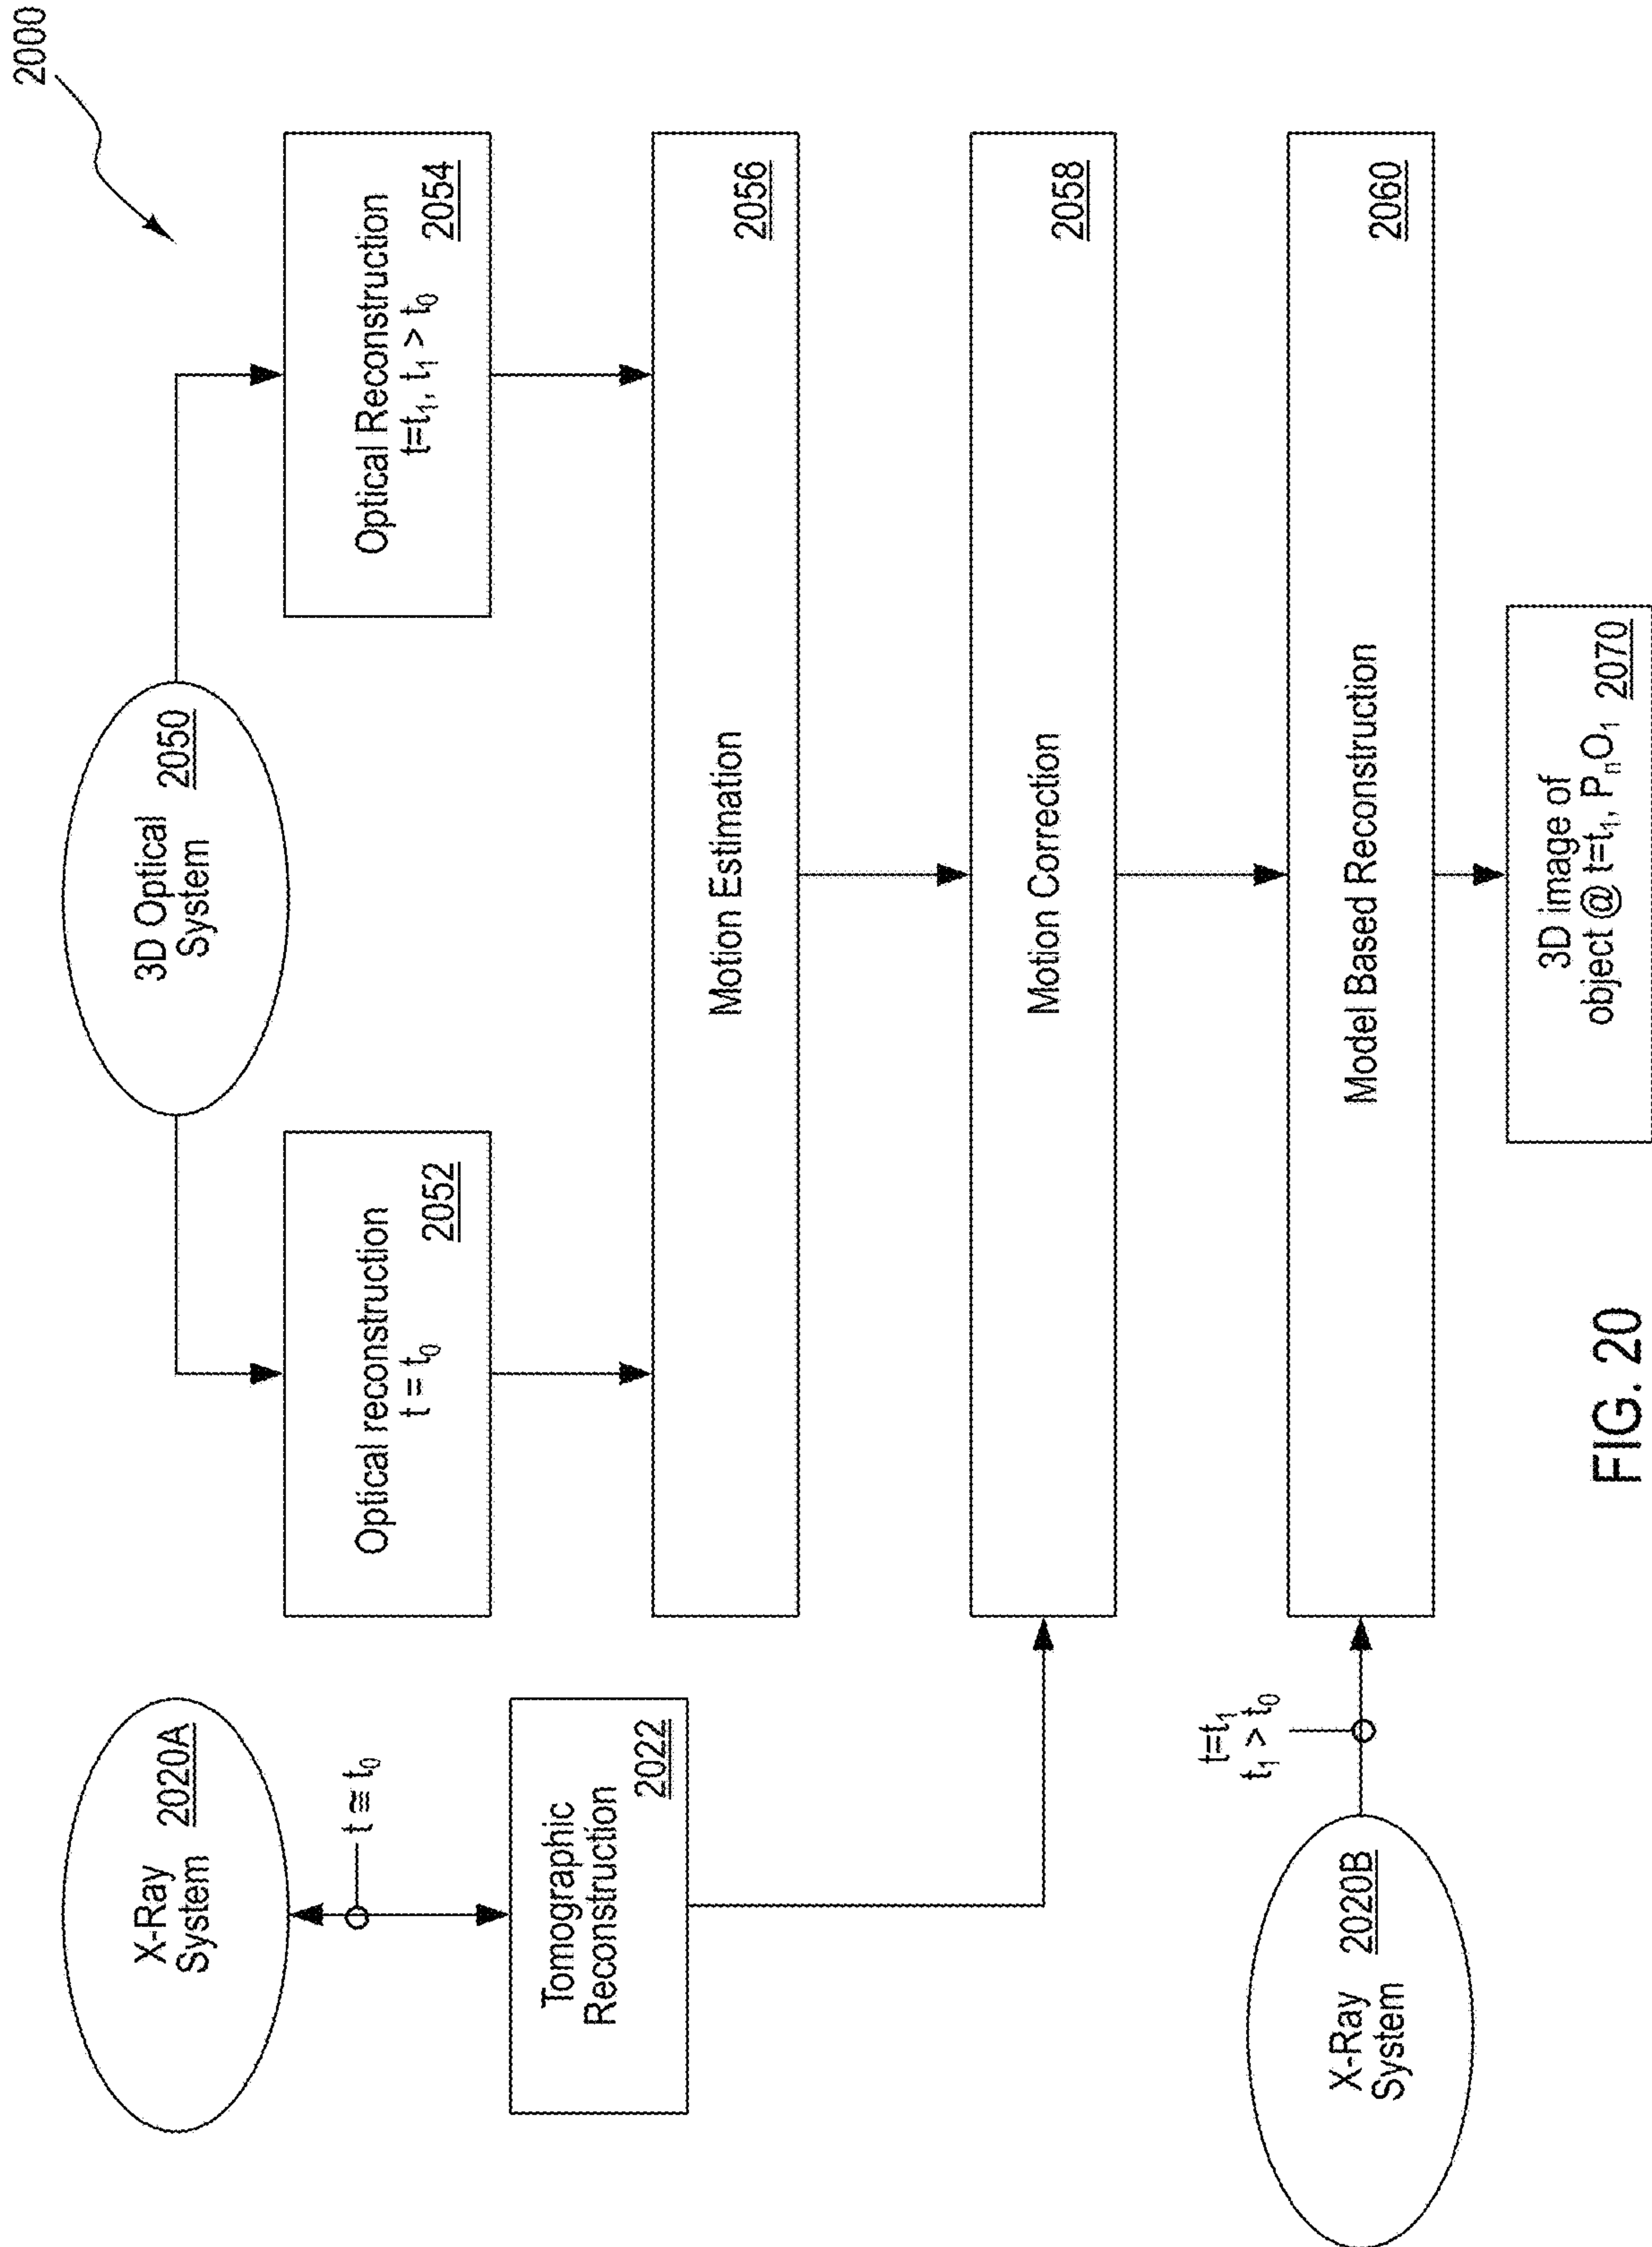 2000
X-Ray
System 2020A
t ≅ t₀
Tomographic
Reconstruction
2022
3D Optical
System 2050
Optical reconstruction
t = t₀
2052
Optical Reconstruction
t=t₁, t₁ > t₀
2054
Motion Estimation
2056
Motion Correction
2058
X-Ray
System 2020B
t=t₁
t₁ > t₀
Model Based Reconstruction
2060
3D image of
object @ t=t₁, PₙO₁ 2070
FIG. 20